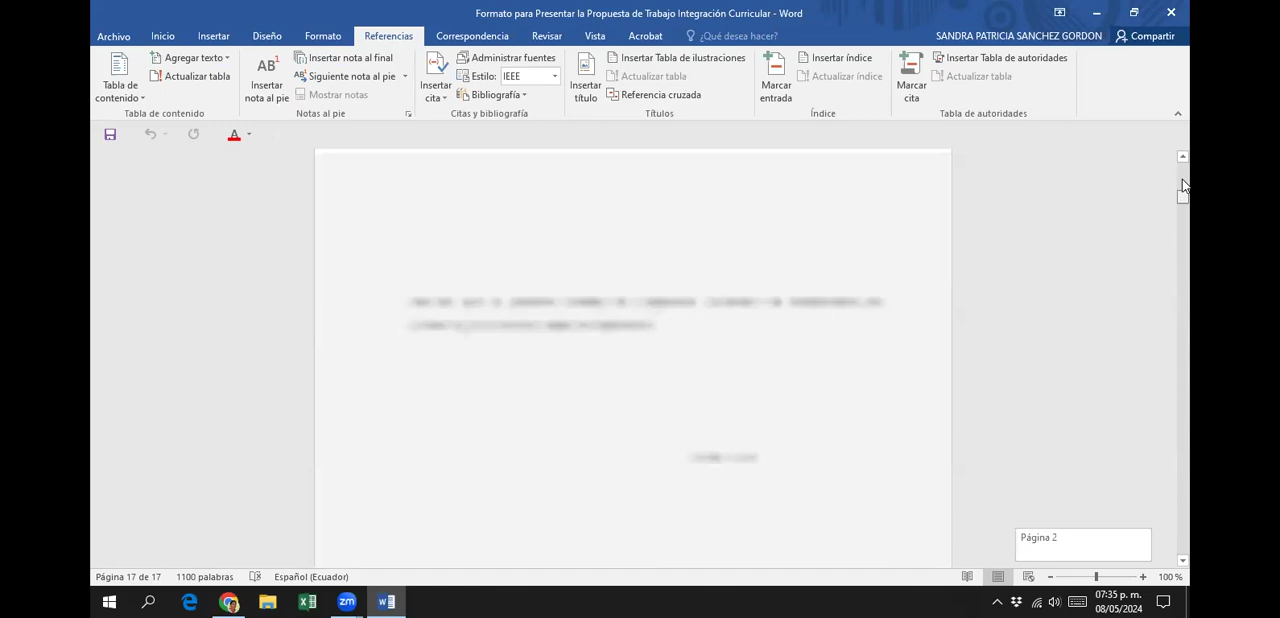 Formato para Presentar la Propuesta de Trabajo Integración Curricular - Word
Archivo Inicio Insertar Diseño Formato Referencias Correspondencia Revisar Vista Acrobat ¿Qué desea hacer? SANDRA PATRICIA SANCHEZ GORDON Compartir
Tabla de contenido
Agregar texto
Actualizar tabla
Tabla de contenido
AB1
Insertar nota al pie
Insertar nota al final
Siguiente nota al pie
Mostrar notas
Notas al pie
Insertar cita
Administrar fuentes
Estilo: IEEE
Bibliografía
Citas y bibliografía
Insertar título
Insertar Tabla de ilustraciones
Actualizar tabla
Referencia cruzada
Títulos
Marcar entrada
Insertar índice
Actualizar índice
Índice
Marcar cita
Insertar Tabla de autoridades
Actualizar tabla
Tabla de autoridades
A
Página 2
Página 17 de 17 1100 palabras Español (Ecuador) 100 %
07:35 p. m.
08/05/2024